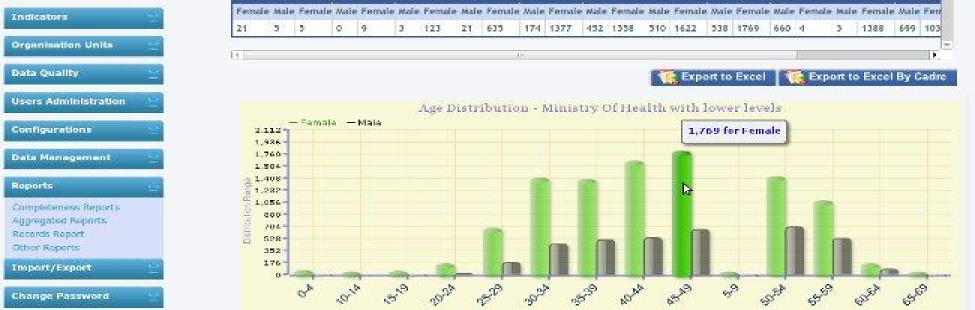 Indicators
Organisation Units
Data Quality
Users Administration
Configurations
Data Management
Reports
Completeness Reports
Aggregated Reports
Records Report
Other Reports
Import/Export
Change Password
Female Male Female Male Female Male Female Male Female Male Female Male Female Male Female Male Female Male Female Male Female Male Female
21 5 5 0 9 3 123 21 635 174 1377 452 1358 510 1622 538 1769 660 4 3 1388 699 103
Export to Excel Export to Excel By Cadre
Age Distribution - Ministry Of Health with lower levels
Female Male
1,769 for Female
2,112
1,936
1,760
1,584
1,408
1,232
1,056
880
704
528
352
176
0
Distribution Range
0-4 10-14 15-19 20-24 25-29 30-34 35-39 40-44 45-49 5-9 50-54 55-59 60-64 65-69